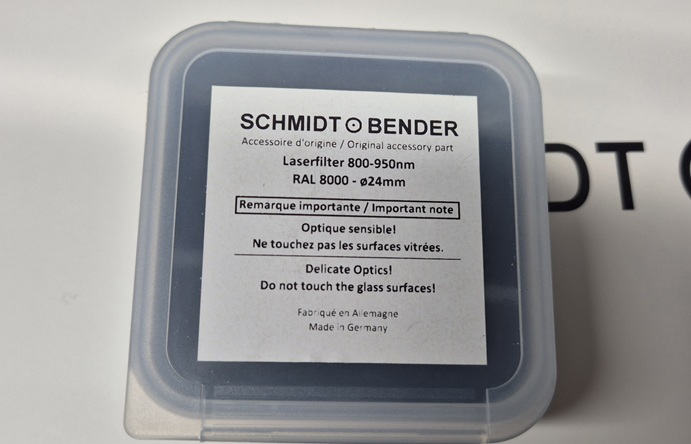 SCHMIDT BENDER
Accessoire d'origine / Original accessory part
Laserfilter 800-950nm
RAL 8000 - ø24mm
Remarque importante / Important note
Optique sensible!
Ne touchez pas les surfaces vitrées.
Delicate Optics!
Do not touch the glass surfaces!
Fabriqué en Allemagne
Made in Germany
DT